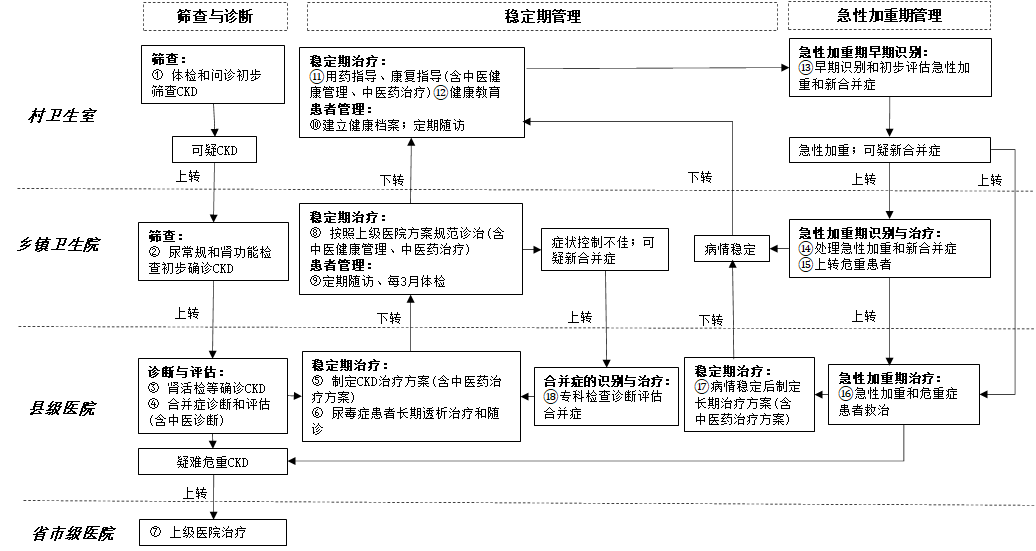 筛查与诊断
稳定期管理
急性加重期管理
村卫生室
筛查：
① 体检和问诊初步
筛查CKD
可疑CKD
上转
稳定期治疗：
⑪用药指导、康复指导(含中医健
康管理、中医药治疗)⑫健康教育
患者管理：
⑩建立健康档案；定期随访
下转
下转
急性加重期早期识别：
⑬早期识别和初步评估急性加
重和新合并症
急性加重；可疑新合并症
上转
上转
乡镇卫生院
筛查：
② 尿常规和肾功能检
查初步确诊CKD
上转
稳定期治疗：
⑧ 按照上级医院方案规范诊治(含
中医健康管理、中医药治疗)
患者管理：
⑨定期随访、每3月体检
下转
症状控制不佳；可
疑新合并症
上转
病情稳定
下转
急性加重期识别与治疗：
⑭处理急性加重和新合并症
⑮上转危重患者
上转
县级医院
诊断与评估：
③ 肾活检等确诊CKD
④ 合并症诊断和评估
(含中医诊断)
稳定期治疗：
⑤ 制定CKD治疗方案(含中医药治
疗方案)
⑥ 尿毒症患者长期透析治疗和随
诊
合并症的识别与治疗：
⑱专科检查诊断评估
合并症
稳定期治疗：
⑰病情稳定后制定
长期治疗方案(含
中医药治疗方案)
急性加重期治疗：
⑯急性加重和危重症
患者救治
疑难危重CKD
上转
省市级医院
⑦ 上级医院治疗